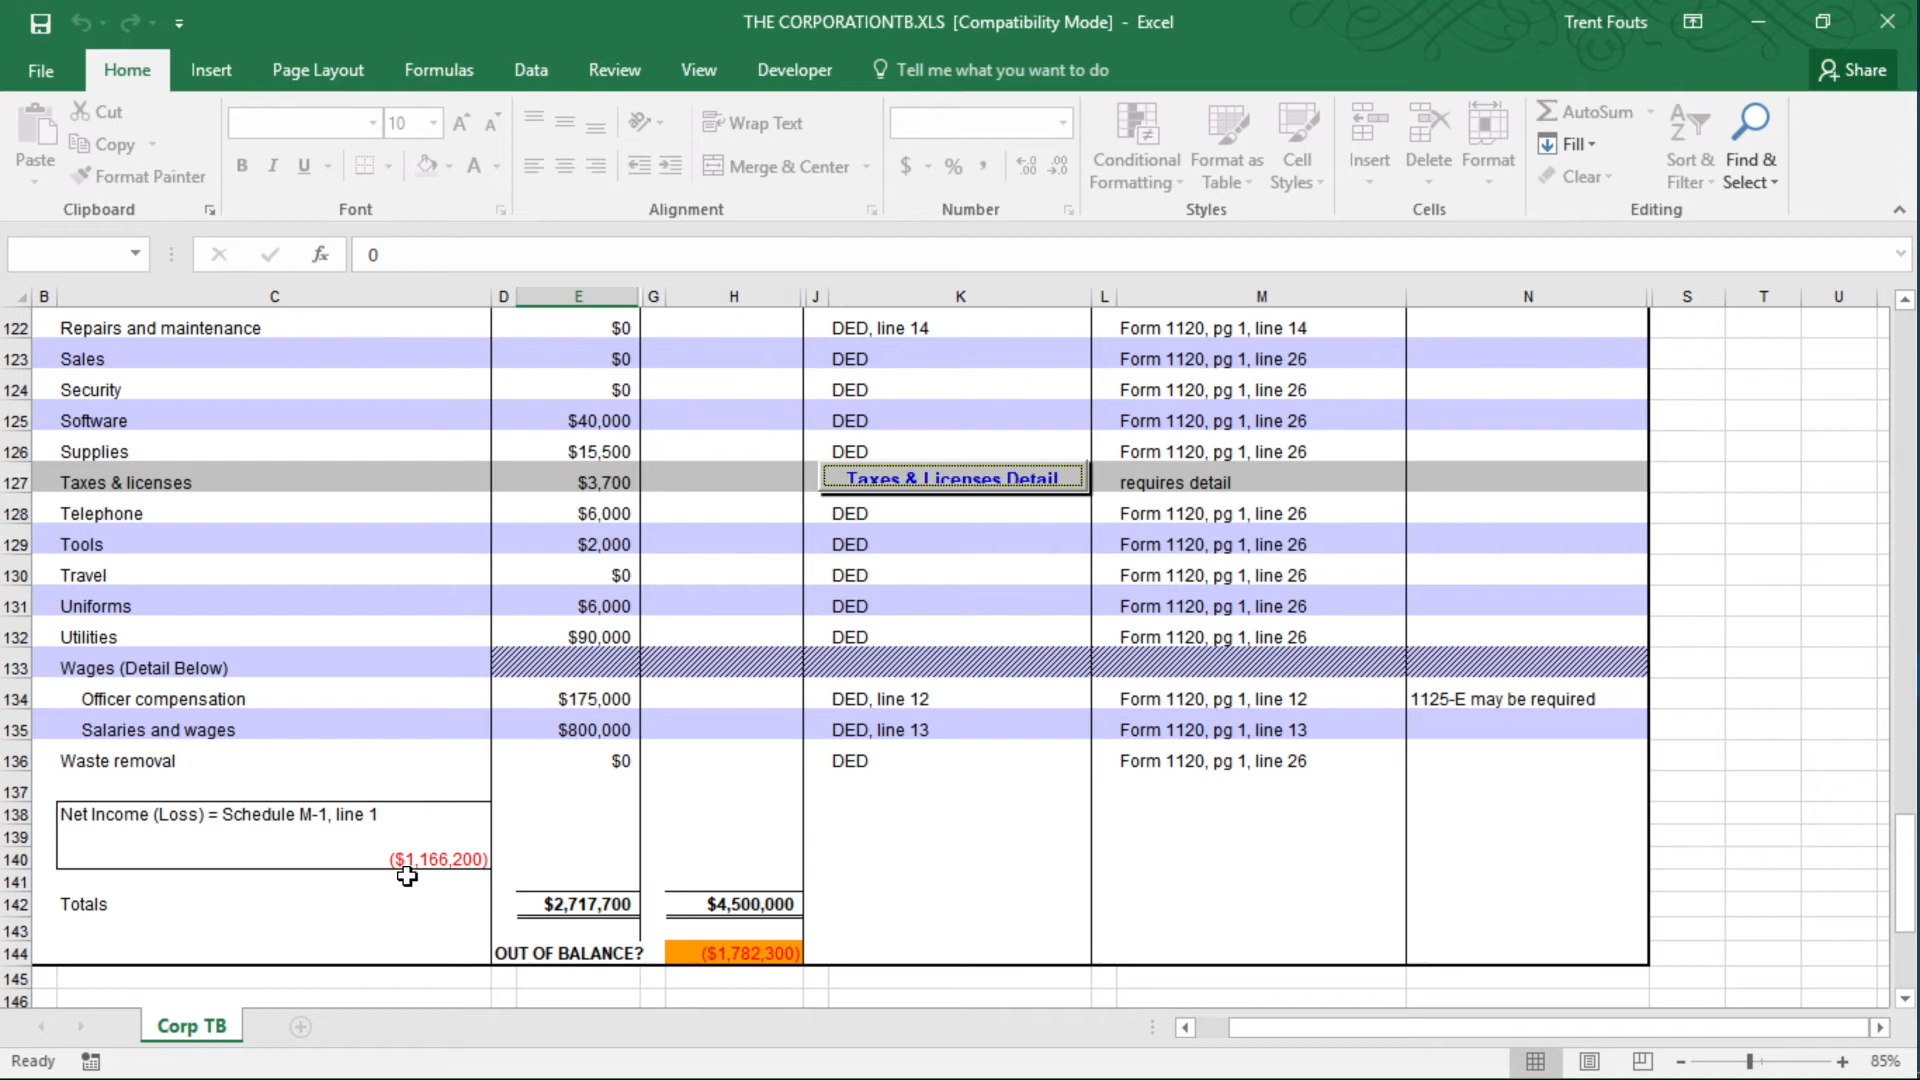 THE CORPORATIONTB.XLS [Compatibility Mode] - Excel
Trent Fouts
File Home Insert Page Layout Formulas Data Review View Developer Tell me what you want to do Share
Paste
Cut
Copy
Format Painter
Clipboard
10
B I U A
Font
Wrap Text
Merge & Center
Alignment
$ % ,
Number
Conditional Formatting
Format as Table
Cell Styles
Styles
Insert
Delete
Format
Cells
AutoSum
Fill
Clear
Sort & Filter
Find & Select
Editing
fx 0
B C D E G H J K L M N S T U
122 Repairs and maintenance $0 DED, line 14 Form 1120, pg 1, line 14
123 Sales $0 DED Form 1120, pg 1, line 26
124 Security $0 DED Form 1120, pg 1, line 26
125 Software $40,000 DED Form 1120, pg 1, line 26
126 Supplies $15,500 DED Form 1120, pg 1, line 26
127 Taxes & licenses $3,700 Taxes & Licenses Detail requires detail
128 Telephone $6,000 DED Form 1120, pg 1, line 26
129 Tools $2,000 DED Form 1120, pg 1, line 26
130 Travel $0 DED Form 1120, pg 1, line 26
131 Uniforms $6,000 DED Form 1120, pg 1, line 26
132 Utilities $90,000 DED Form 1120, pg 1, line 26
133 Wages (Detail Below)
134 Officer compensation $175,000 DED, line 12 Form 1120, pg 1, line 12 1125-E may be required
135 Salaries and wages $800,000 DED, line 13 Form 1120, pg 1, line 13
136 Waste removal $0 DED Form 1120, pg 1, line 26
137
138 Net Income (Loss) = Schedule M-1, line 1
139
140 ($1,166,200)
141
142 Totals $2,717,700 $4,500,000
143
144 OUT OF BALANCE? ($1,782,300)
145
146
Corp TB
Ready
85%